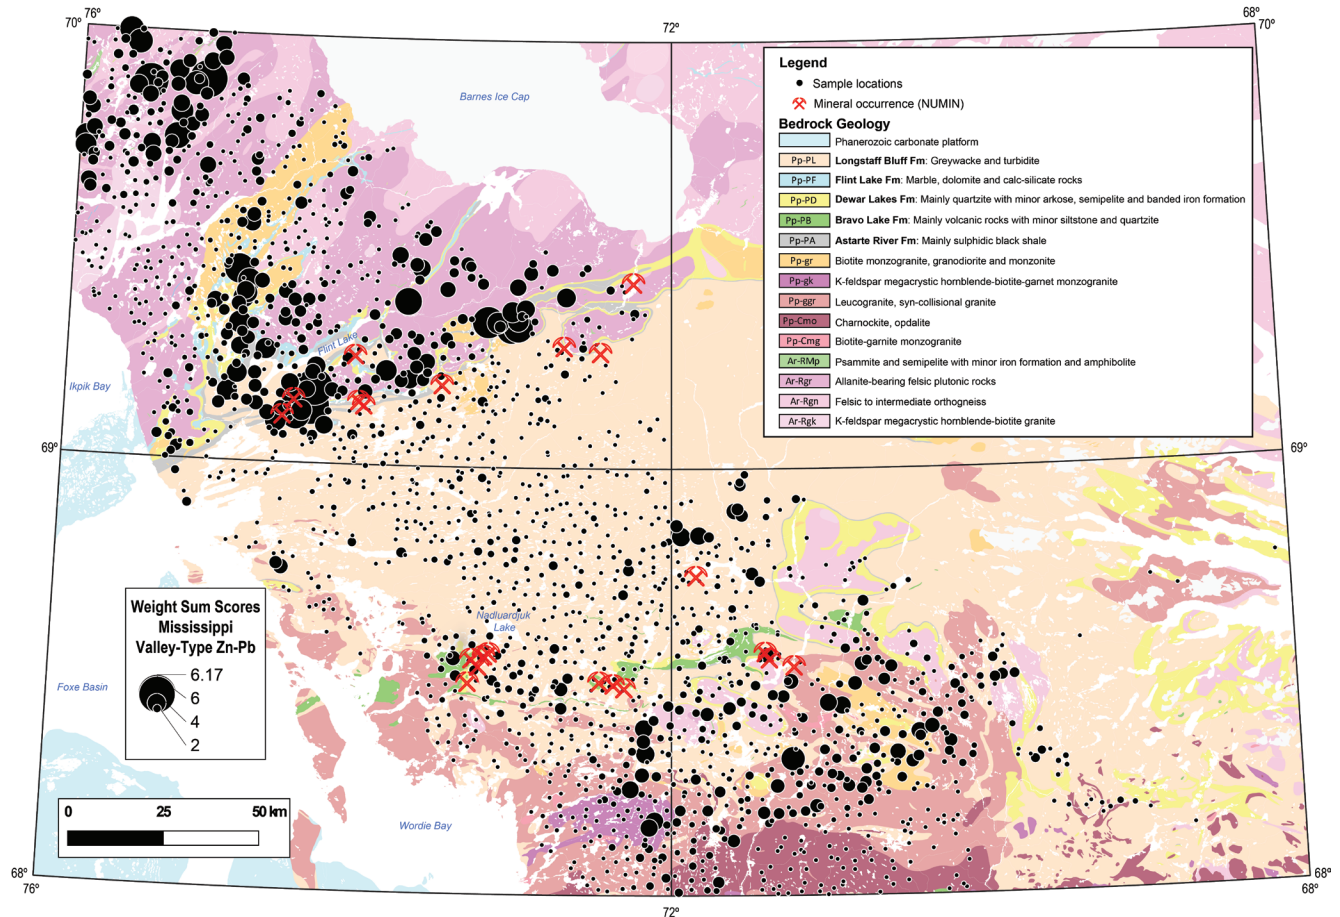 70° 76°
72°
68°
70°
Barnes Ice Cap
Legend
Sample locations
Mineral occurrence (NUMIN)
Bedrock Geology
Phanerozoic carbonate platform
Pp-PL Longstaff Bluff Fm: Greywacke and turbidite
Pp-PF Flint Lake Fm: Marble, dolomite and calc-silicate rocks
Pp-PD Dewar Lakes Fm: Mainly quartzite with minor arkose, semipelite and banded iron formation
Pp-PB Bravo Lake Fm: Mainly volcanic rocks with minor siltstone and quartzite
Pp-PA Astarte River Fm: Mainly sulphidic black shale
Pp-gr Biotite monzogranite, granodiorite and monzonite
Pp-gk K-feldspar megacrystic hornblende-biotite-garnet monzogranite
Pp-ggr Leucogranite, syn-collisional granite
Pp-Cmo Charnockite, opdalite
Pp-Cmg Biotite-garnite monzogranite
Ar-RMp Psammite and semipelite with minor iron formation and amphibolite
Ar-Rgr Allanite-bearing felsic plutonic rocks
Ar-Rgn Felsic to intermediate orthogneiss
Ar-Rgk K-feldspar megacrystic hornblende-biotite granite
Flint Lake
Ikpik Bay
69°
69°
Nadluardjuk
Lake
Weight Sum Scores
Mississippi
Valley-Type Zn-Pb
6.17
6
4
2
Foxe Basin
0 25 50 km
Wordie Bay
68°
76°
72°
68°
68°